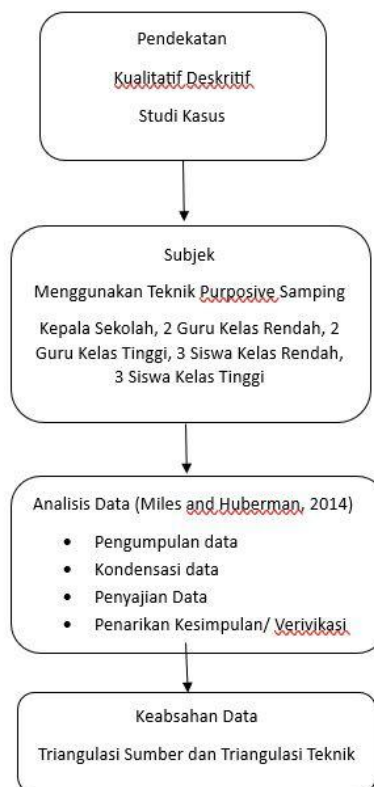 Pendekatan
Kualitatif Deskritif
Studi Kasus
Subjek
Menggunakan Teknik Purposive Samping
Kepala Sekolah, 2 Guru Kelas Rendah, 2
Guru Kelas Tinggi, 3 Siswa Kelas Rendah,
3 Siswa Kelas Tinggi
Analisis Data (Miles and Huberman, 2014)
• Pengumpulan data
• Kondensasi data
• Penyajian Data
• Penarikan Kesimpulan/ Verivikasi
Keabsahan Data
Triangulasi Sumber dan Triangulasi Teknik